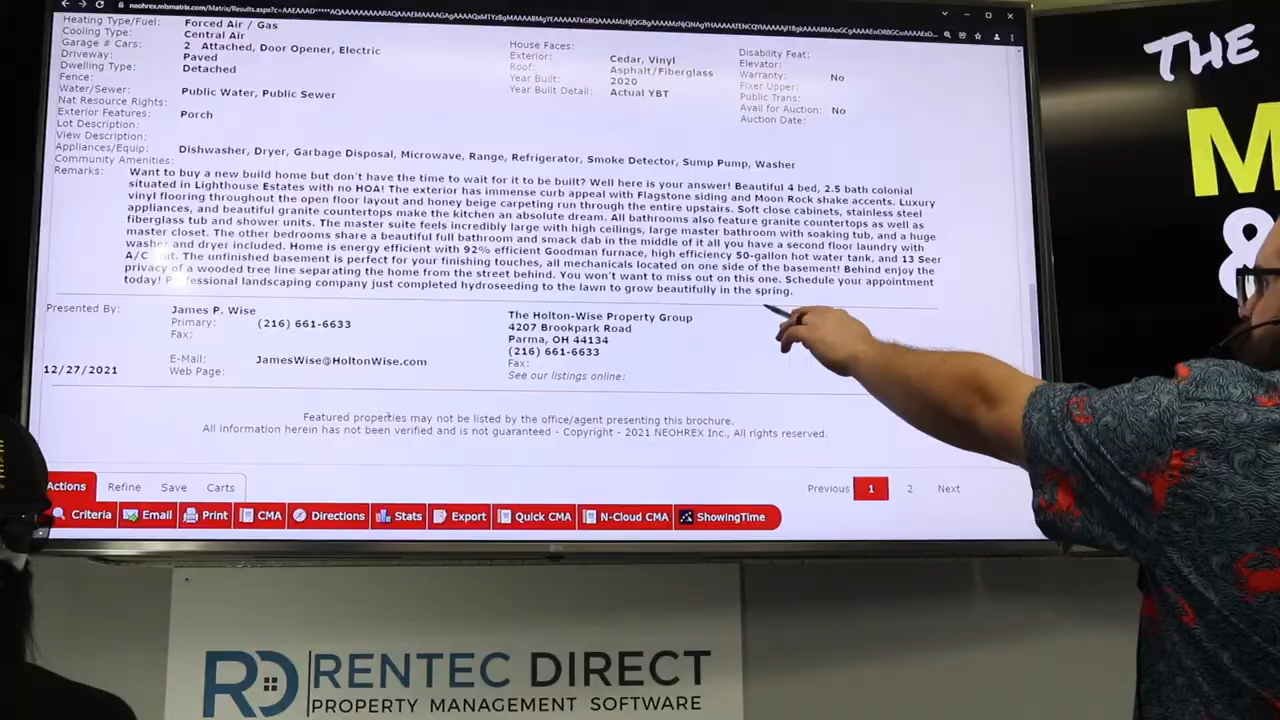 Heating Type/Fuel: Forced Air / Gas
Cooling Type: Central Air
Garage # Cars: 2 Attached, Door Opener, Electric
Driveway: Paved
Dwelling Type: Detached
Fence:
Water/Sewer: Public Water, Public Sewer
Nat Resource Rights:
Exterior Features: Porch
Lot Description:
View Description:
Appliances/Equip: Dishwasher, Dryer, Garbage Disposal, Microwave, Range, Refrigerator, Smoke Detector, Sump Pump, Washer
Community Amenities:
House Faces:
Exterior: Cedar, Vinyl
Roof: Asphalt/Fiberglass
Year Built: 2020
Year Built Detail: Actual YBT
Disability Feat:
Elevator:
Warranty: No
Fixer Upper:
Public Trans:
Avail for Auction: No
Auction Date:
Remarks: Want to buy a new build home but don't have the time to wait for it to be built? Well here is your answer! Beautiful 4 bed, 2.5 bath colonial
situated in Lighthouse Estates with no HOA! The exterior has immense curb appeal with Flagstone siding and Moon Rock shake accents. Luxury
vinyl flooring throughout the open floor layout and honey beige carpeting run through the entire upstairs. Soft close cabinets, stainless steel
appliances, and beautiful granite countertops make the kitchen an absolute dream. All bathrooms also feature granite countertops as well as
fiberglass tub and shower units. The master suite feels incredibly large with high ceilings, large master bathroom with soaking tub, and a huge
master closet. The other bedrooms share a beautiful full bathroom and smack dab in the middle of it all you have a second floor laundry with
washer and dryer included. Home is energy efficient with 92% efficient Goodman furnace, high efficiency 50-gallon hot water tank, and 13 Seer
A/C unit. The unfinished basement is perfect for your finishing touches, all mechanicals located on one side of the basement! Behind enjoy the
privacy of a wooded tree line separating the home from the street behind. You won't want to miss out on this one. Schedule your appointment
today! Professional landscaping company just completed hydroseeding to the lawn to grow beautifully in the spring.
Presented By: James P. Wise
Primary: (216) 661-6633
Fax:
E-Mail: JamesWise@HoltonWise.com
12/27/2021 Web Page:
The Holton-Wise Property Group
4207 Brookpark Road
Parma, OH 44134
(216) 661-6633
Fax:
See our listings online:
Featured properties may not be listed by the office/agent presenting this brochure.
All information herein has not been verified and is not guaranteed - Copyright - 2021 NEOHREX Inc., All rights reserved.
Actions Refine Save Carts
Previous 1 2 Next
Criteria Email Print CMA Directions Stats Export Quick CMA N-Cloud CMA ShowingTime
THE
M
&
RD RENTEC DIRECT
PROPERTY MANAGEMENT SOFTWARE